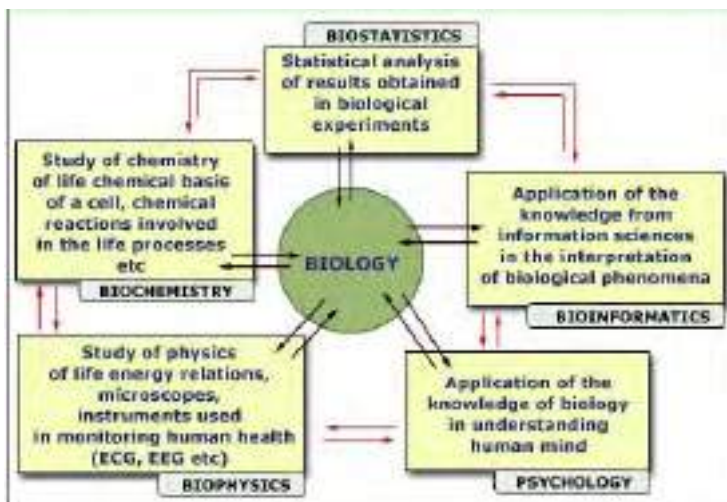 BIOSTATISTICS
Statistical analysis
of results obtained
in biological
experiments
Study of chemistry
of life chemical basis
of a cell, chemical
reactions involved
in the life processes
etc
BIOCHEMISTRY
BIOLOGY
Application of the
knowledge from
information sciences
in the interpretation
of biological phenomena
BIOINFORMATICS
Study of physics
of life energy relations,
microscopes,
instruments used
in monitoring human health
(ECG, EEG etc)
BIOPHYSICS
Application of the
knowledge of biology
in understanding
human mind
PSYCHOLOGY